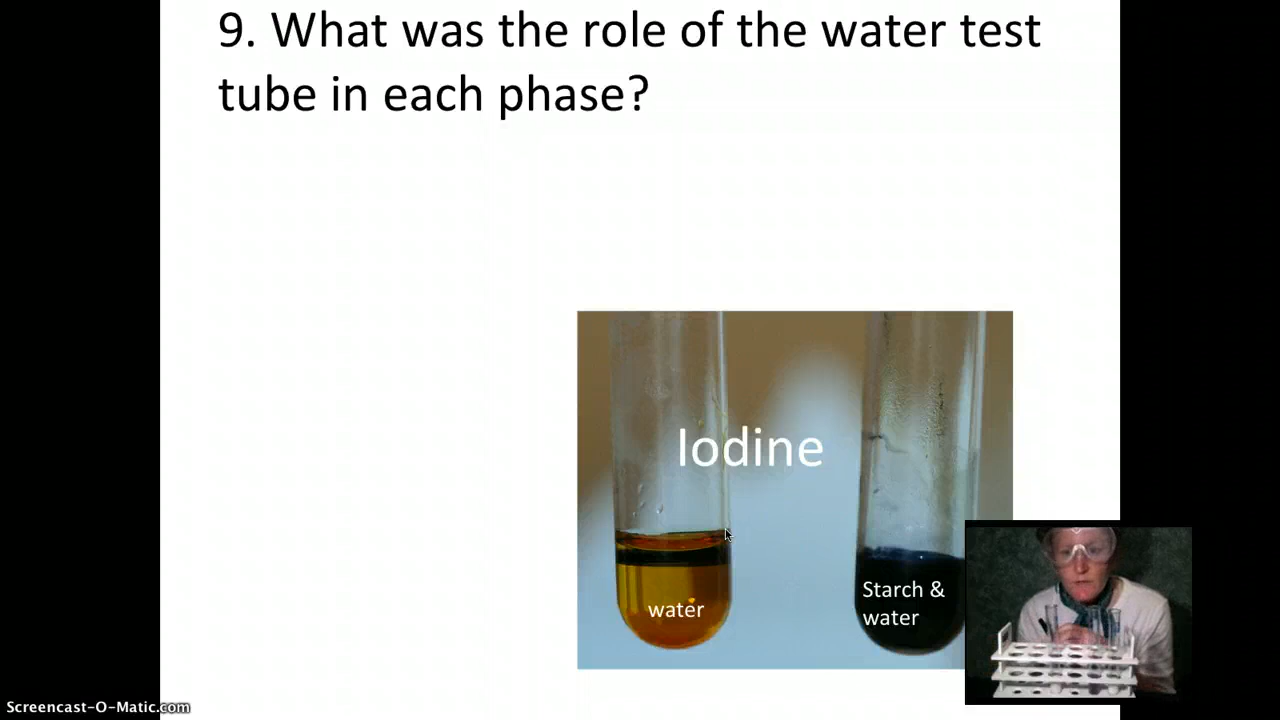 9. What was the role of the water test
tube in each phase?
Iodine
water
Starch &
water
Screencast-O-Matic.com